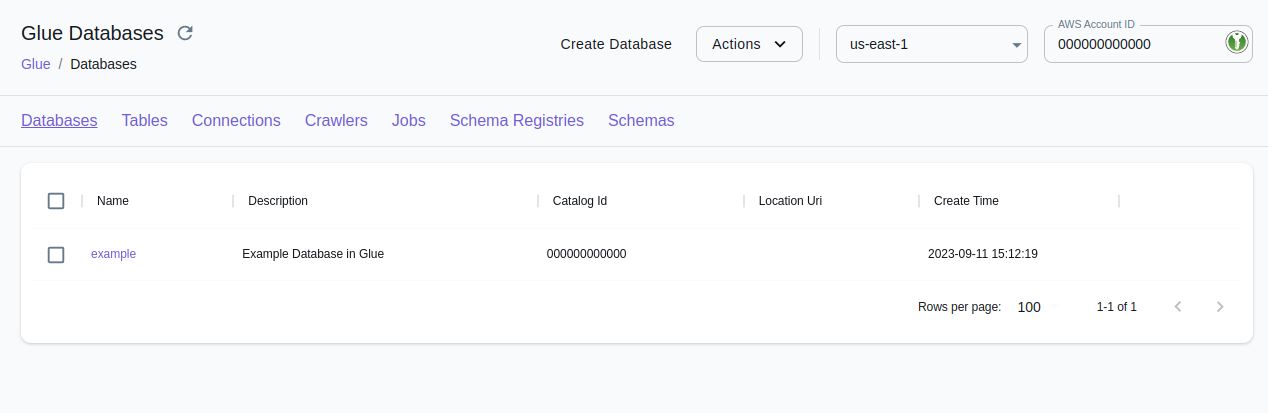 Glue Databases
Glue / Databases
Create Database
Actions
us-east-1
AWS Account ID
000000000000
Databases Tables Connections Crawlers Jobs Schema Registries Schemas
Name Description Catalog Id Location Uri Create Time
example Example Database in Glue 000000000000 2023-09-11 15:12:19
Rows per page: 100 1-1 of 1